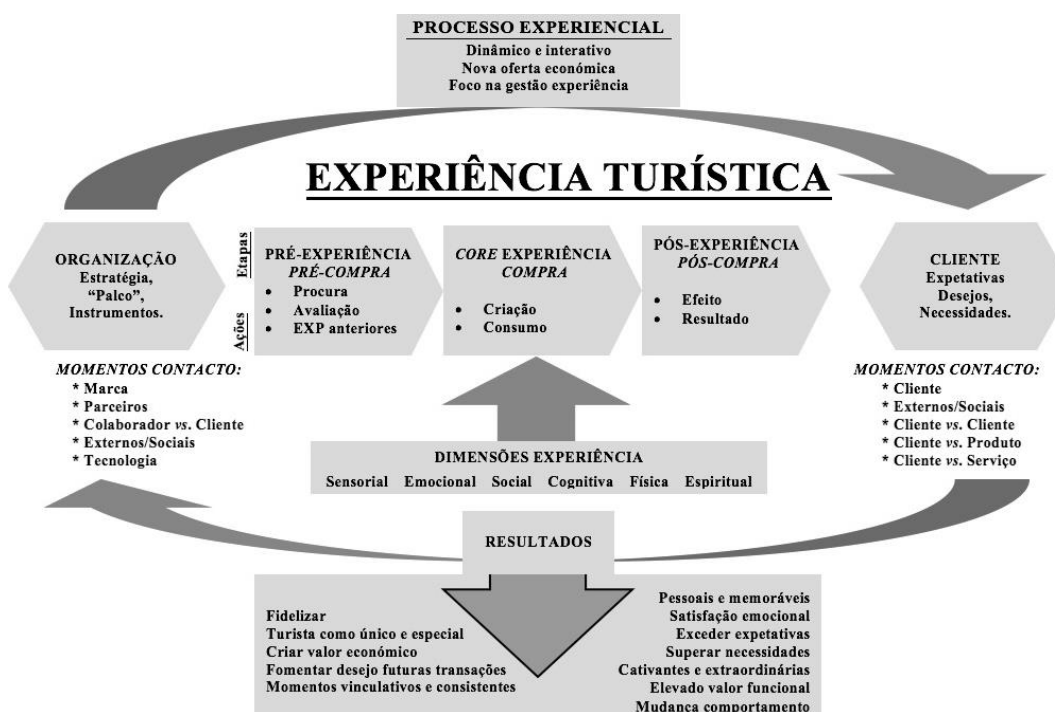 PROCESSO EXPERIENCIAL
Dinâmico e interativo
Nova oferta económica
Foco na gestão experiência
EXPERIÊNCIA TURÍSTICA
ORGANIZAÇÃO
Estratégia,
“Palco”,
Instrumentos.
MOMENTOS CONTACTO:
* Marca
* Parceiros
* Colaborador vs. Cliente
* Externos/Sociais
* Tecnologia
Etapas
Ações
PRÉ-EXPERIÊNCIA
PRÉ-COMPRA
• Procura
• Avaliação
• EXP anteriores
CORE EXPERIÊNCIA
COMPRA
• Criação
• Consumo
PÓS-EXPERIÊNCIA
PÓS-COMPRA
• Efeito
• Resultado
CLIENTE
Expetativas
Desejos,
Necessidades.
MOMENTOS CONTACTO:
* Cliente
* Externos/Sociais
* Cliente vs. Cliente
* Cliente vs. Produto
* Cliente vs. Serviço
DIMENSÕES EXPERIÊNCIA
Sensorial Emocional Social Cognitiva Física Espiritual
RESULTADOS
Fidelizar
Turista como único e especial
Criar valor económico
Fomentar desejo futuras transações
Momentos vinculativos e consistentes
Pessoais e memoráveis
Satisfação emocional
Exceder expetativas
Superar necessidades
Cativantes e extraordinárias
Elevado valor funcional
Mudança comportamento